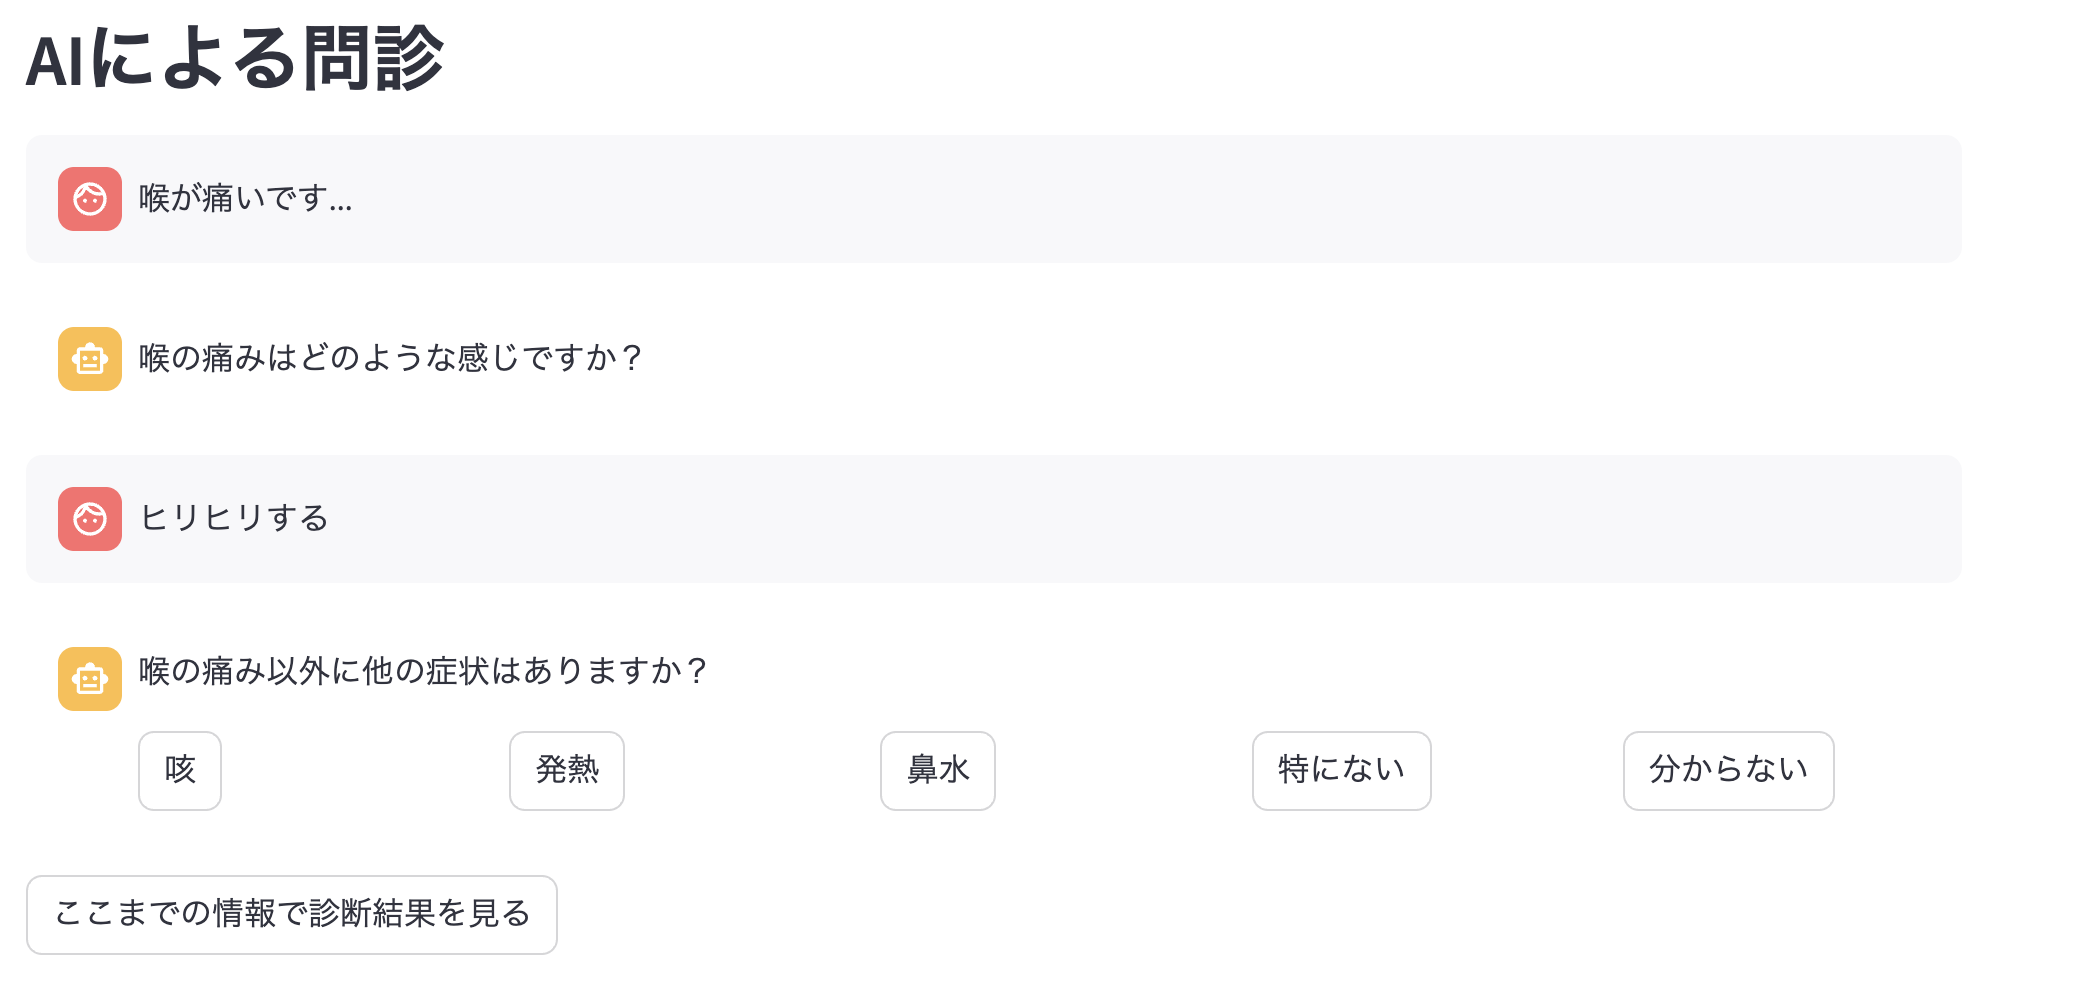 AIによる問診
喉が痛いです...
喉の痛みはどのような感じですか？
ヒリヒリする
喉の痛み以外に他の症状はありますか？
咳
発熱
鼻水
特にない
分からない
ここまでの情報で診断結果を見る